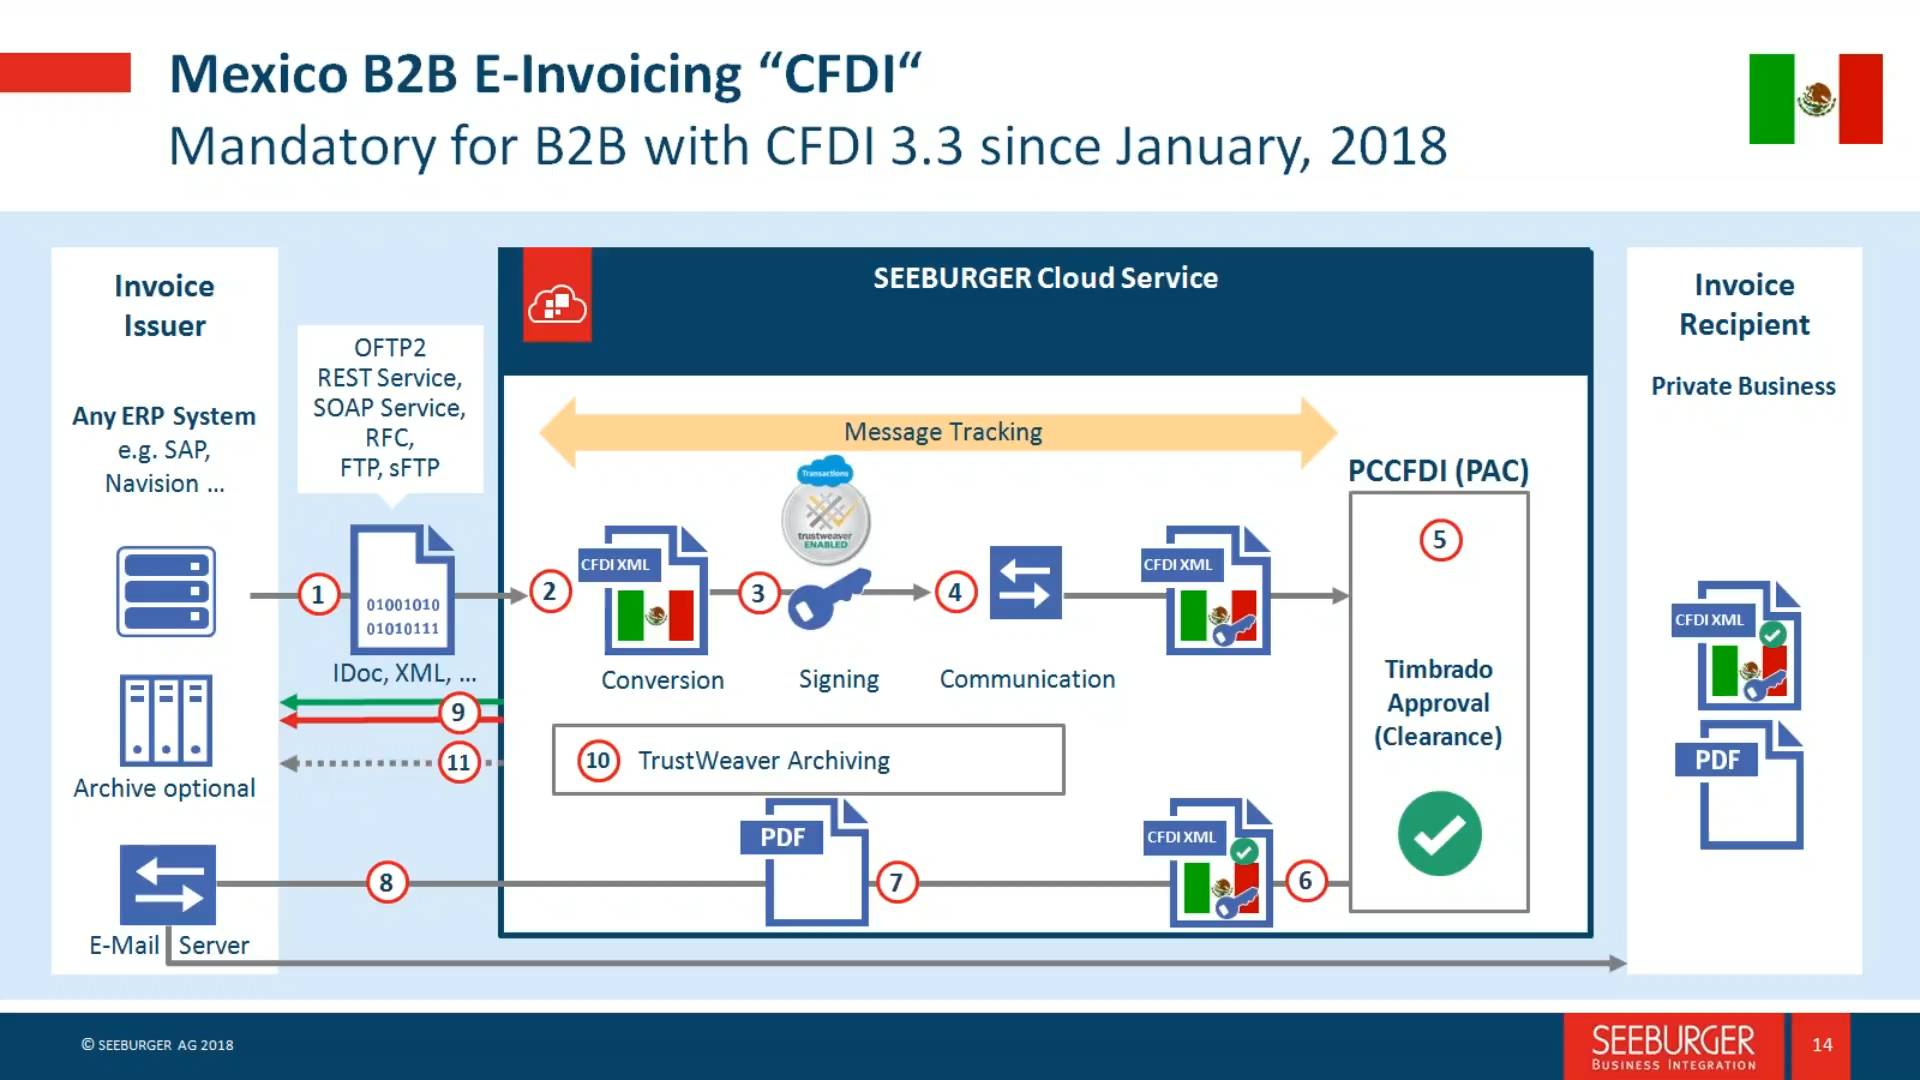 Mexico B2B E-Invoicing “CFDI“
Mandatory for B2B with CFDI 3.3 since January, 2018
Invoice
Issuer
Any ERP System
e.g. SAP,
Navision ...
Archive optional
E-Mail Server
OFTP2
REST Service,
SOAP Service,
RFC,
FTP, sFTP
1
01001010
01010111
IDoc, XML, ...
9
11
8
SEEBURGER Cloud Service
Message Tracking
2
CFDI XML
Conversion
3
Transactions
trustweaver
ENABLED
Signing
4
Communication
CFDI XML
PCCFDI (PAC)
5
Timbrado
Approval
(Clearance)
10 TrustWeaver Archiving
PDF
7
CFDI XML
6
Invoice
Recipient
Private Business
CFDI XML
PDF
© SEEBURGER AG 2018
SEEBURGER
BUSINESS INTEGRATION
14